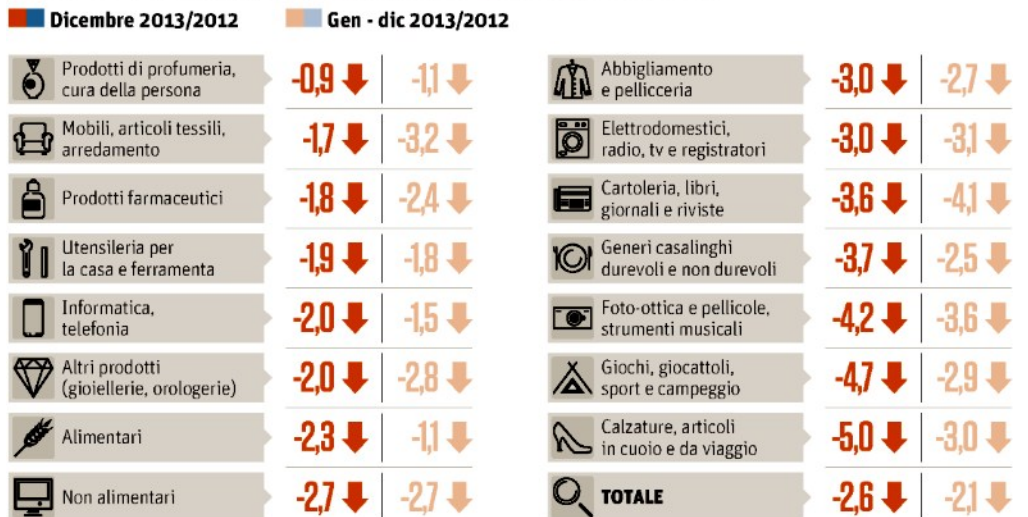 Dicembre 2013/2012
Gen - dic 2013/2012
Prodotti di profumeria,
cura della persona
-0,9 -1,1
Mobili, articoli tessili,
arredamento
-1,7 -3,2
Prodotti farmaceutici
-1,8 -2,4
Utensileria per
la casa e ferramenta
-1,9 -1,8
Informatica,
telefonia
-2,0 -1,5
Altri prodotti
(gioiellerie, orologerie)
-2,0 -2,8
Alimentari
-2,3 -1,1
Non alimentari
-2,7 -2,7
Abbigliamento
e pellicceria
-3,0 -2,7
Elettrodomestici,
radio, tv e registratori
-3,0 -3,1
Cartoleria, libri,
giornali e riviste
-3,6 -4,1
Generi casalinghi
durevoli e non durevoli
-3,7 -2,5
Foto-ottica e pellicole,
strumenti musicali
-4,2 -3,6
Giochi, giocattoli,
sport e campeggio
-4,7 -2,9
Calzature, articoli
in cuoio e da viaggio
-5,0 -3,0
TOTALE
-2,6 -2,1